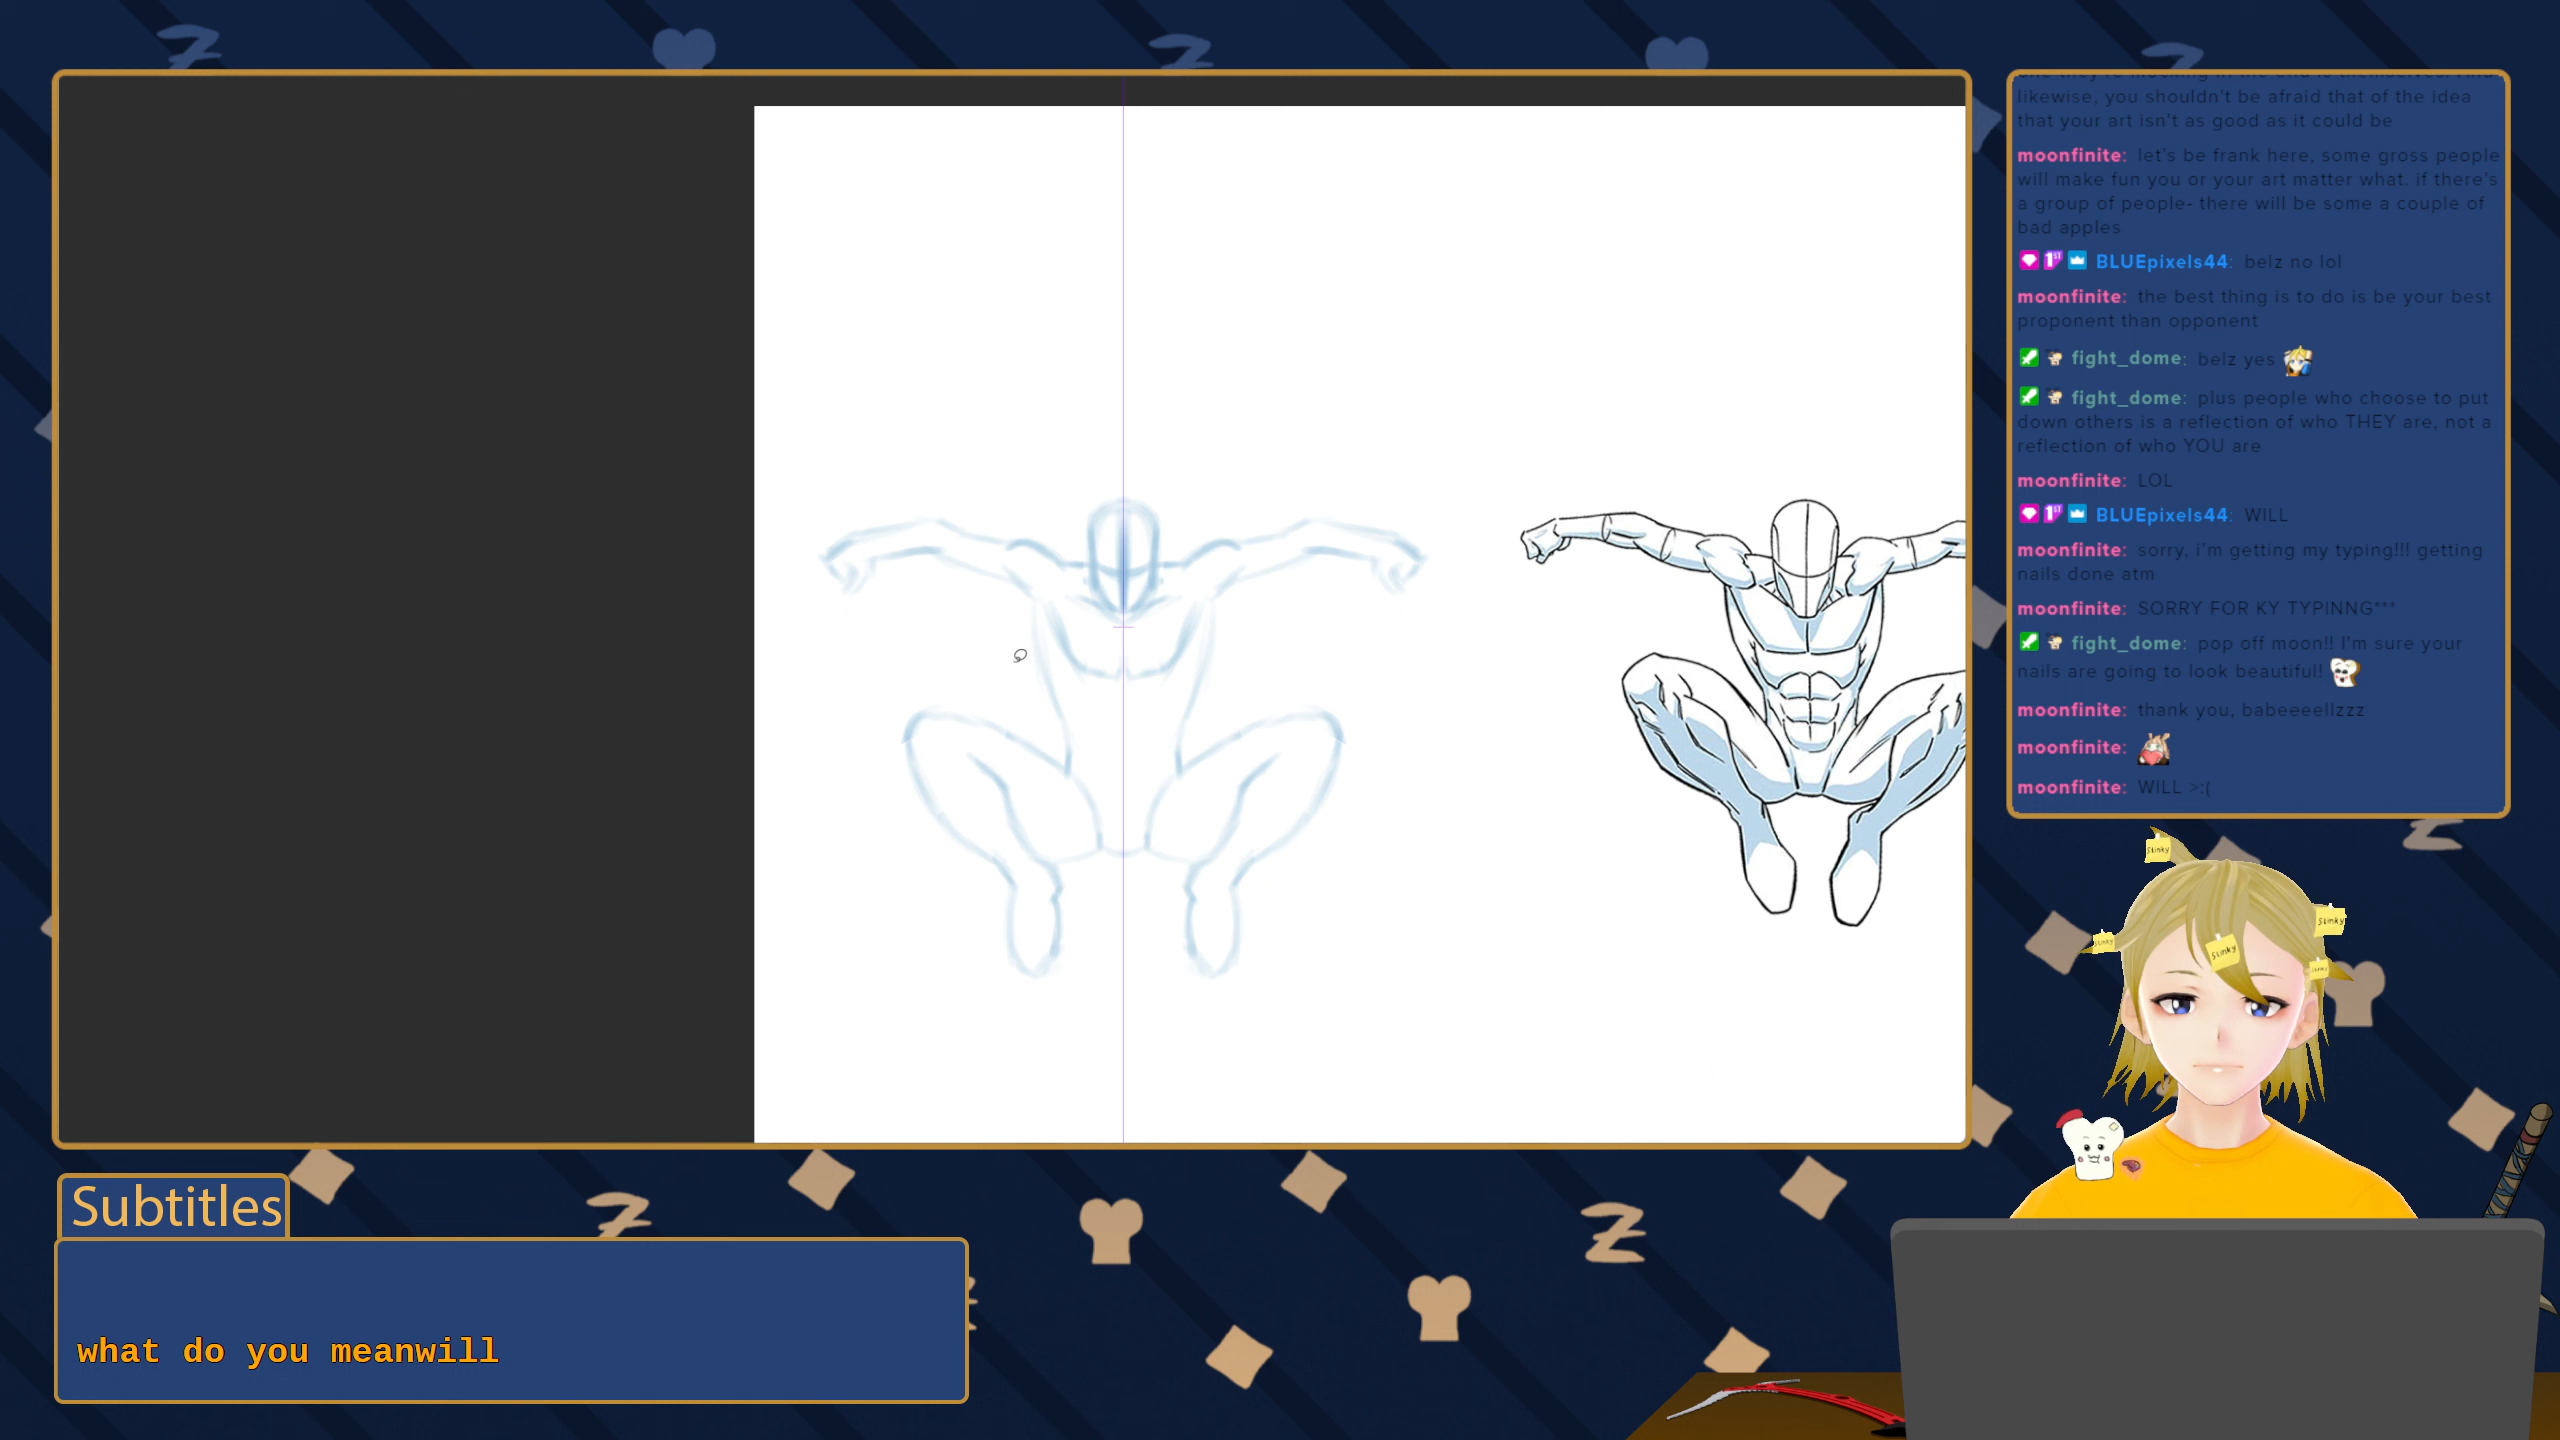 likewise, you shouldn't be afraid that of the idea
that your art isn't as good as it could be
moonfinite: let's be frank here, some gross people
will make fun you or your art matter what. if there's
a group of people- there will be some a couple of
bad apples
BLUEpixels44: belz no lol
moonfinite: the best thing is to do is be your best
proponent than opponent
fight_dome: belz yes
fight_dome: plus people who choose to put
down others is a reflection of who THEY are, not a
reflection of who YOU are
moonfinite: LOL
BLUEpixels44: WILL
moonfinite: sorry, i'm getting my typing!!! getting
nails done atm
moonfinite: SORRY FOR KY TYPINNG***
fight_dome: pop off moon!! I'm sure your
nails are going to look beautiful!
moonfinite: thank you, babeeeellzzz
moonfinite:
moonfinite: WILL >:(
Stinky
Stinky
Stinky
Stinky
Stinky
Subtitles
what do you meanwill